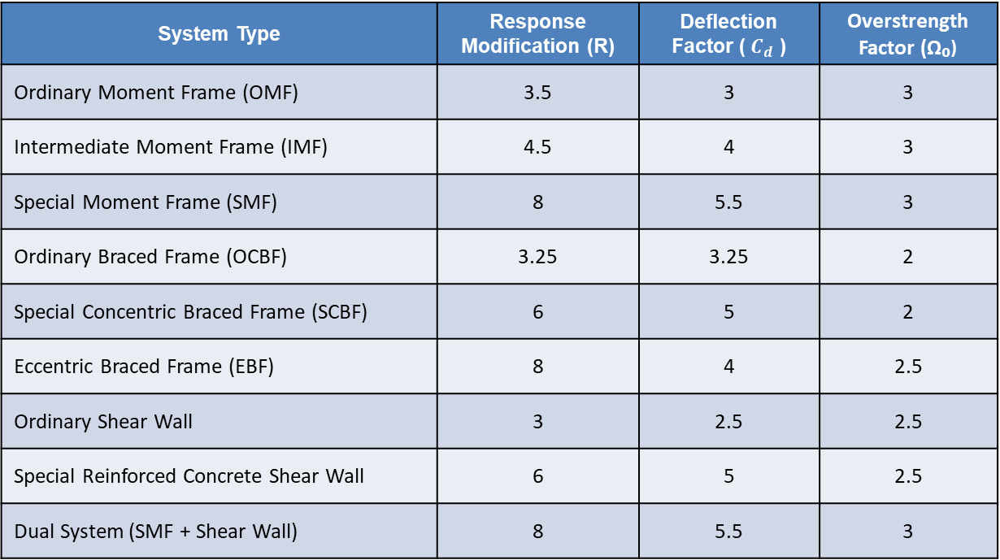 System Type
Response
Modification (R)
Deflection
Factor ( C_d )
Overstrength
Factor (Ω₀)
Ordinary Moment Frame (OMF)
3.5
3
3
Intermediate Moment Frame (IMF)
4.5
4
3
Special Moment Frame (SMF)
8
5.5
3
Ordinary Braced Frame (OCBF)
3.25
3.25
2
Special Concentric Braced Frame (SCBF)
6
5
2
Eccentric Braced Frame (EBF)
8
4
2.5
Ordinary Shear Wall
3
2.5
2.5
Special Reinforced Concrete Shear Wall
6
5
2.5
Dual System (SMF + Shear Wall)
8
5.5
3